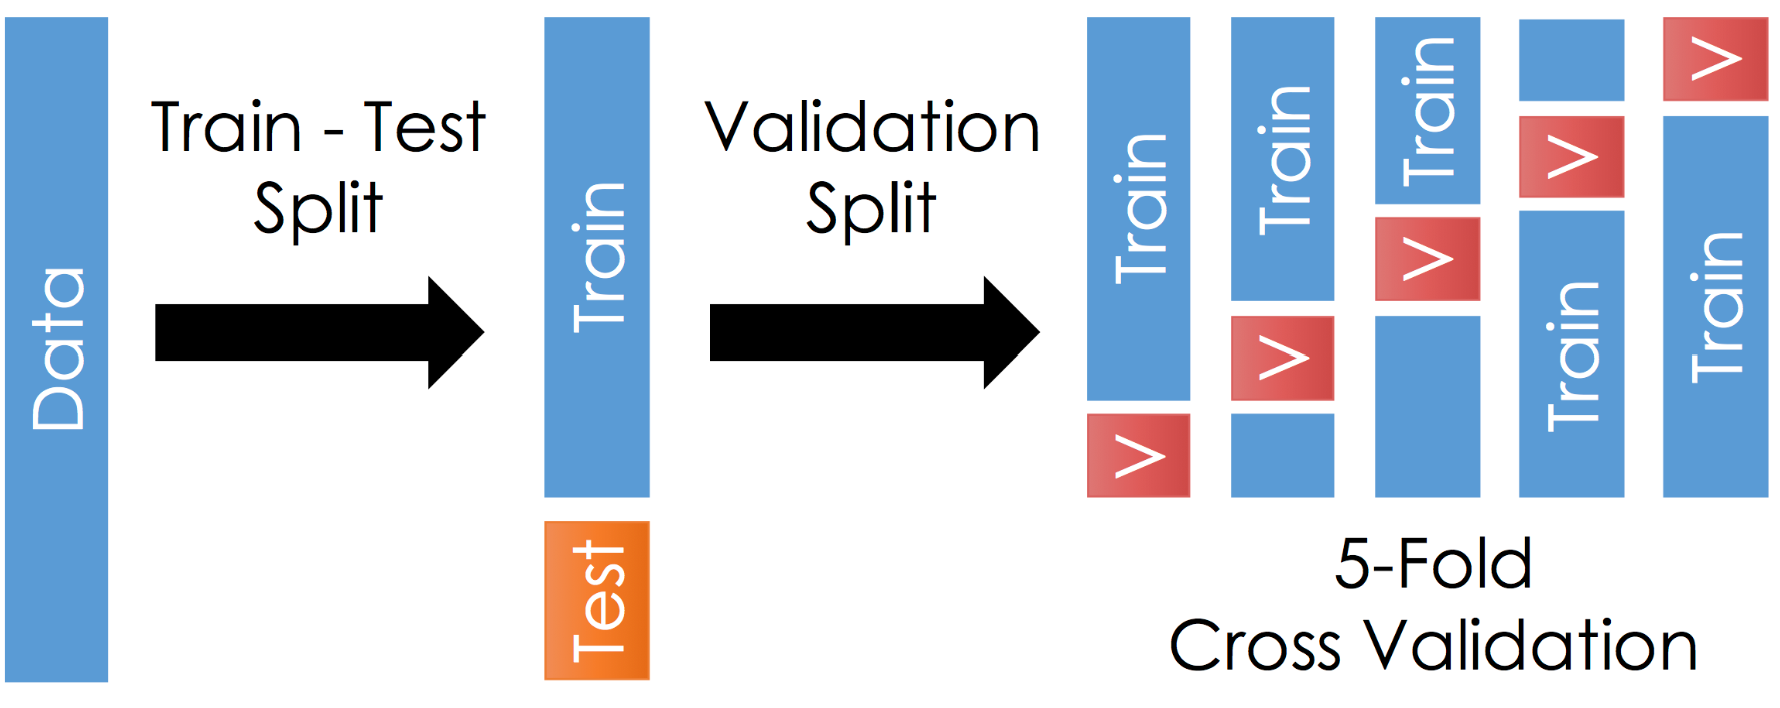 Data
Train - Test
Split
Train
Test
Validation
Split
Train
V
Train
V
Train
V
V
Train
V
Train
5-Fold
Cross Validation